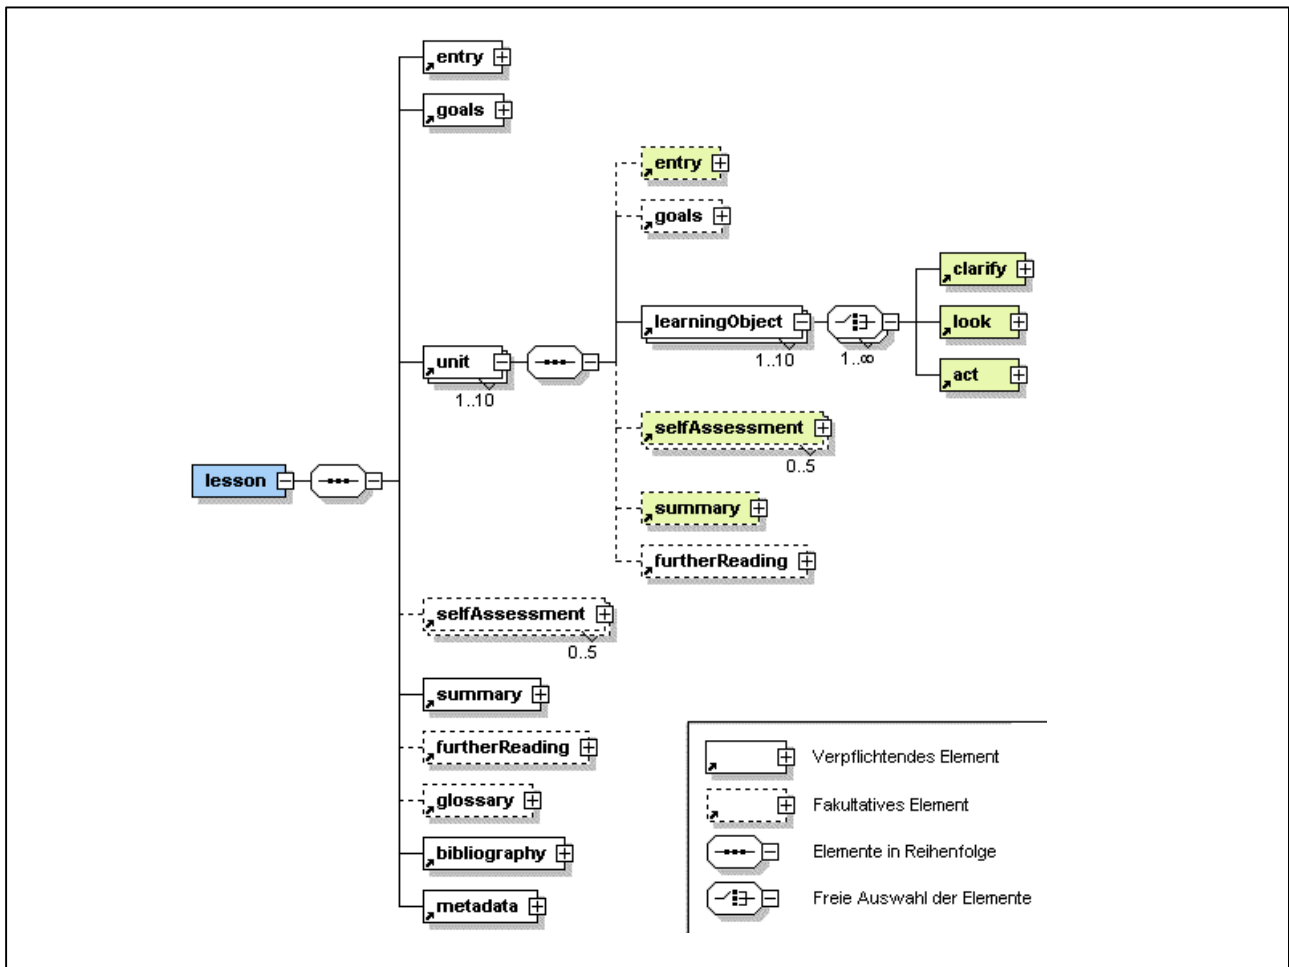 entry
goals
entry
goals
clarify
learningObject
look
1..10
1..∞
unit
act
1..10
selfAssessment
0..5
lesson
summary
furtherReading
selfAssessment
0..5
summary
furtherReading
Verpflichtendes Element
glossary
Fakultatives Element
bibliography
Elemente in Reihenfolge
metadata
Freie Auswahl der Elemente